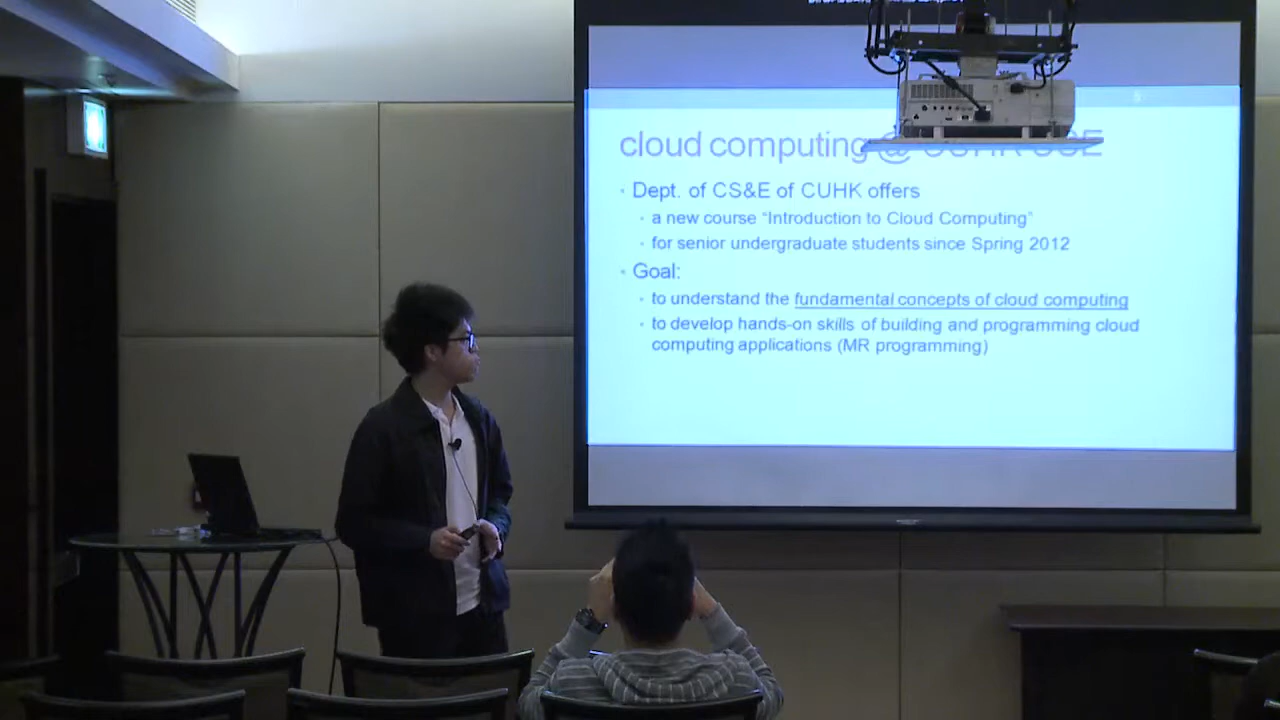 cloud computing @ CUHK CSE
• Dept. of CS&E of CUHK offers
• a new course “Introduction to Cloud Computing”
• for senior undergraduate students since Spring 2012
• Goal:
• to understand the fundamental concepts of cloud computing
• to develop hands-on skills of building and programming cloud
computing applications (MR programming)